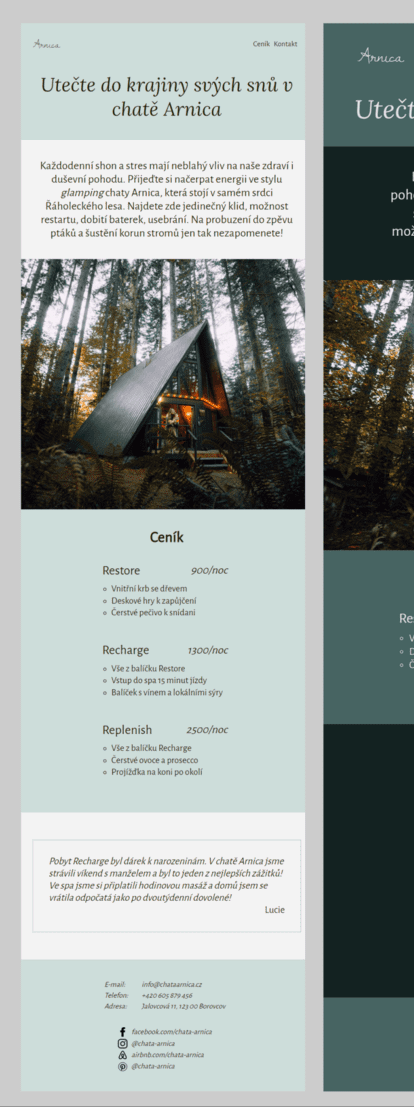 Arnica
Ceník Kontakt
Utečte do krajiny svých snů v
chatě Arnica
Každodenní shon a stres mají neblahý vliv na naše zdraví i
duševní pohodu. Přijeďte si načerpat energii ve stylu
glamping chaty Arnica, která stojí v samém srdci
Řáholeckého lesa. Najdete zde jedinečný klid, možnost
restartu, dobití baterek, usebrání. Na probuzení do zpěvu
ptáků a šustění korun stromů jen tak nezapomenete!
Ceník
Restore 900/noc
Vnitřní krb se dřevem
Deskové hry k zapůjčení
Čerstvé pečivo k snídani
Recharge 1300/noc
Vše z balíčku Restore
Vstup do spa 15 minut jízdy
Balíček s vínem a lokálními sýry
Replenish 2500/noc
Vše z balíčku Recharge
Čerstvé ovoce a prosecco
Projížďka na koni po okolí
Pobyt Recharge byl dárek k narozeninám. V chatě Arnica jsme
strávili víkend s manželem a byl to jeden z nejlepších zážitků!
Ve spa jsme si připlatili hodinovou masáž a domů jsem se
vrátila odpočatá jako po dvoutýdenní dovolené!
Lucie
E-mail: info@chataarnica.cz
Telefon: +420 605 879 456
Adresa: Jalovcová 11, 123 00 Borovcov
facebook.com/chata-arnica
@chata-arnica
airbnb.com/chata-arnica
@chata-arnica
Arnica
Uteč
poh
mož
Re